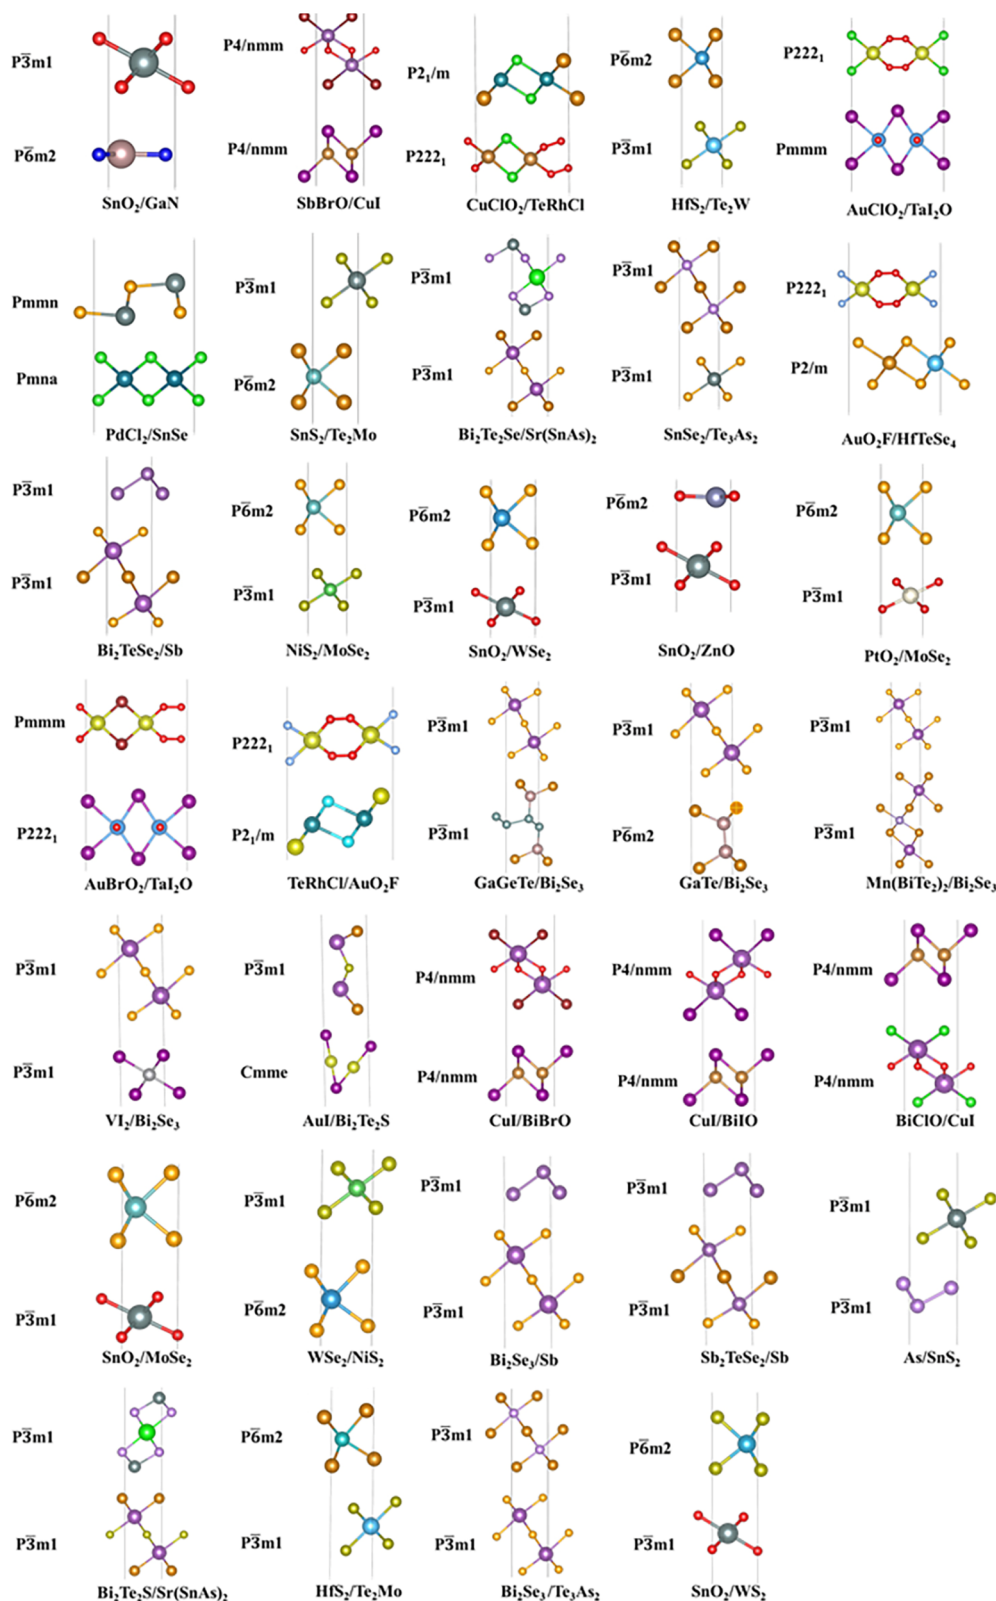 P3̅m1
P6̅m2
SnO₂/GaN
P4/nmm
P4/nmm
SbBrO/CuI
P2₁/m
P222₁
CuClO₂/TeRhCl
P6̅m2
P3̅m1
HfS₂/Te₂W
P222₁
Pmmm
AuClO₂/TaI₂O
Pmmn
Pmna
PdCl₂/SnSe
P3̅m1
P6̅m2
SnS₂/Te₂Mo
P3̅m1
P3̅m1
Bi₂Te₂Se/Sr(SnAs)₂
P3̅m1
P3̅m1
SnSe₂/Te₃As₂
P222₁
P2/m
AuO₂F/HfTeSe₄
P3̅m1
P3̅m1
Bi₂TeSe₂/Sb
P6̅m2
P3̅m1
NiS₂/MoSe₂
P6̅m2
P3̅m1
SnO₂/WSe₂
P6̅m2
P3̅m1
SnO₂/ZnO
P6̅m2
P3̅m1
PtO₂/MoSe₂
Pmmm
P222₁
AuBrO₂/TaI₂O
P222₁
P2₁/m
TeRhCl/AuO₂F
P3̅m1
P3̅m1
GaGeTe/Bi₂Se₃
P3̅m1
P6̅m2
GaTe/Bi₂Se₃
P3̅m1
P3̅m1
Mn(BiTe₂)₂/Bi₂Se₃
P3̅m1
P3̅m1
VI₂/Bi₂Se₃
P3̅m1
Cmme
AuI/Bi₂Te₂S
P4/nmm
P4/nmm
CuI/BiBrO
P4/nmm
P4/nmm
CuI/BiIO
P4/nmm
P4/nmm
BiClO/CuI
P6̅m2
P3̅m1
SnO₂/MoSe₂
P3̅m1
P6̅m2
WSe₂/NiS₂
P3̅m1
P3̅m1
Bi₂Se₃/Sb
P3̅m1
P3̅m1
Sb₂TeSe₂/Sb
P3̅m1
P3̅m1
As/SnS₂
P3̅m1
P3̅m1
Bi₂Te₂S/Sr(SnAs)₂
P6̅m2
P3̅m1
HfS₂/Te₂Mo
P3̅m1
P3̅m1
Bi₂Se₃/Te₃As₂
P6̅m2
P3̅m1
SnO₂/WS₂